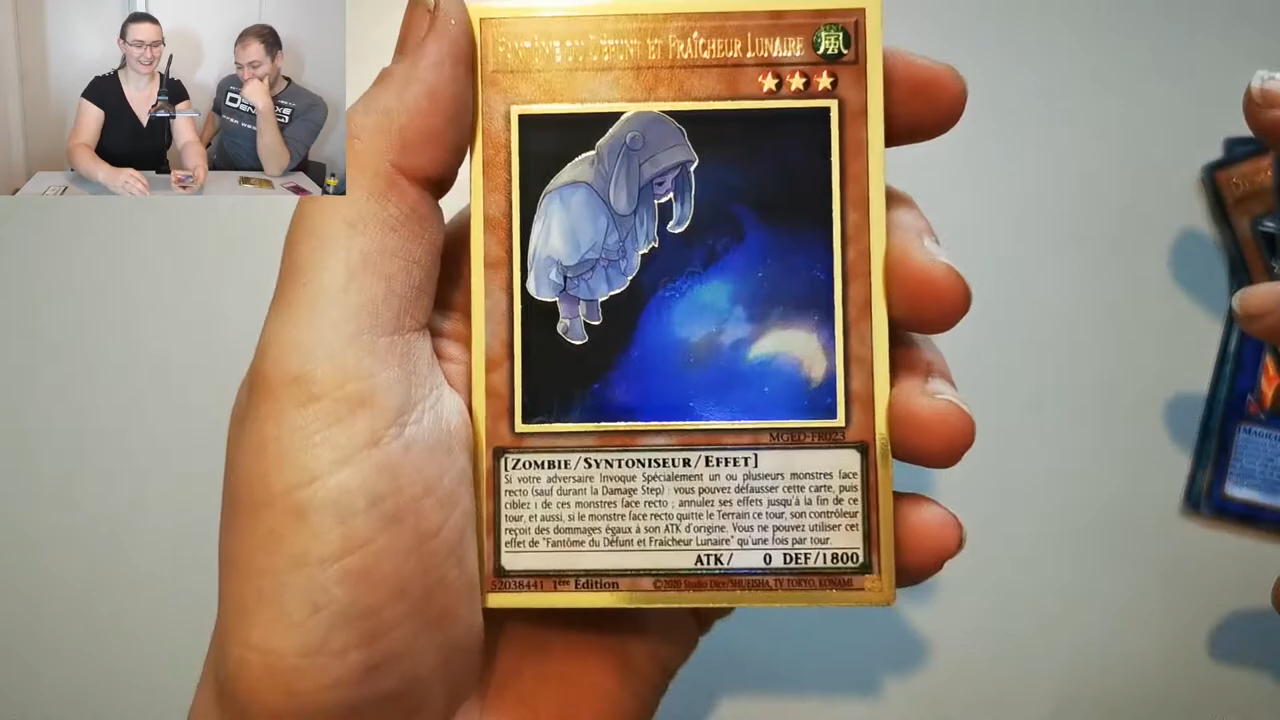 Fantôme du Défunt et Fraîcheur Lunaire
風
MGED-FR023
[Zombie/Syntoniseur/Effet]
Si votre adversaire Invoque Spécialement un ou plusieurs monstres face
recto (sauf durant la Damage Step) : vous pouvez défausser cette carte, puis
ciblez 1 de ces monstres face recto ; annulez ses effets jusqu'à la fin de ce
tour, et aussi, si le monstre face recto quitte le Terrain ce tour, son contrôleur
reçoit des dommages égaux à son ATK d'origine. Vous ne pouvez utiliser cet
effet de "Fantôme du Défunt et Fraîcheur Lunaire" qu'une fois par tour.
ATK/ 0 DEF/1800
52038441 1ère Édition ©2020 Studio Dice/SHUEISHA, TV TOKYO, KONAMI